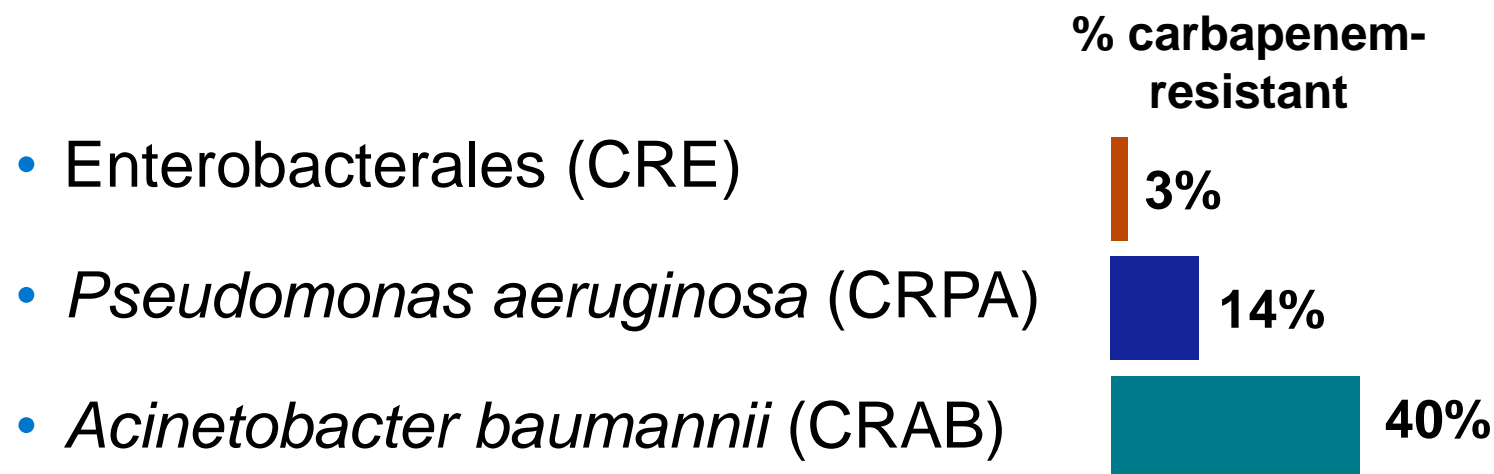 % carbapenem-
resistant
• Enterobacterales (CRE) 3%
• Pseudomonas aeruginosa (CRPA) 14%
• Acinetobacter baumannii (CRAB) 40%